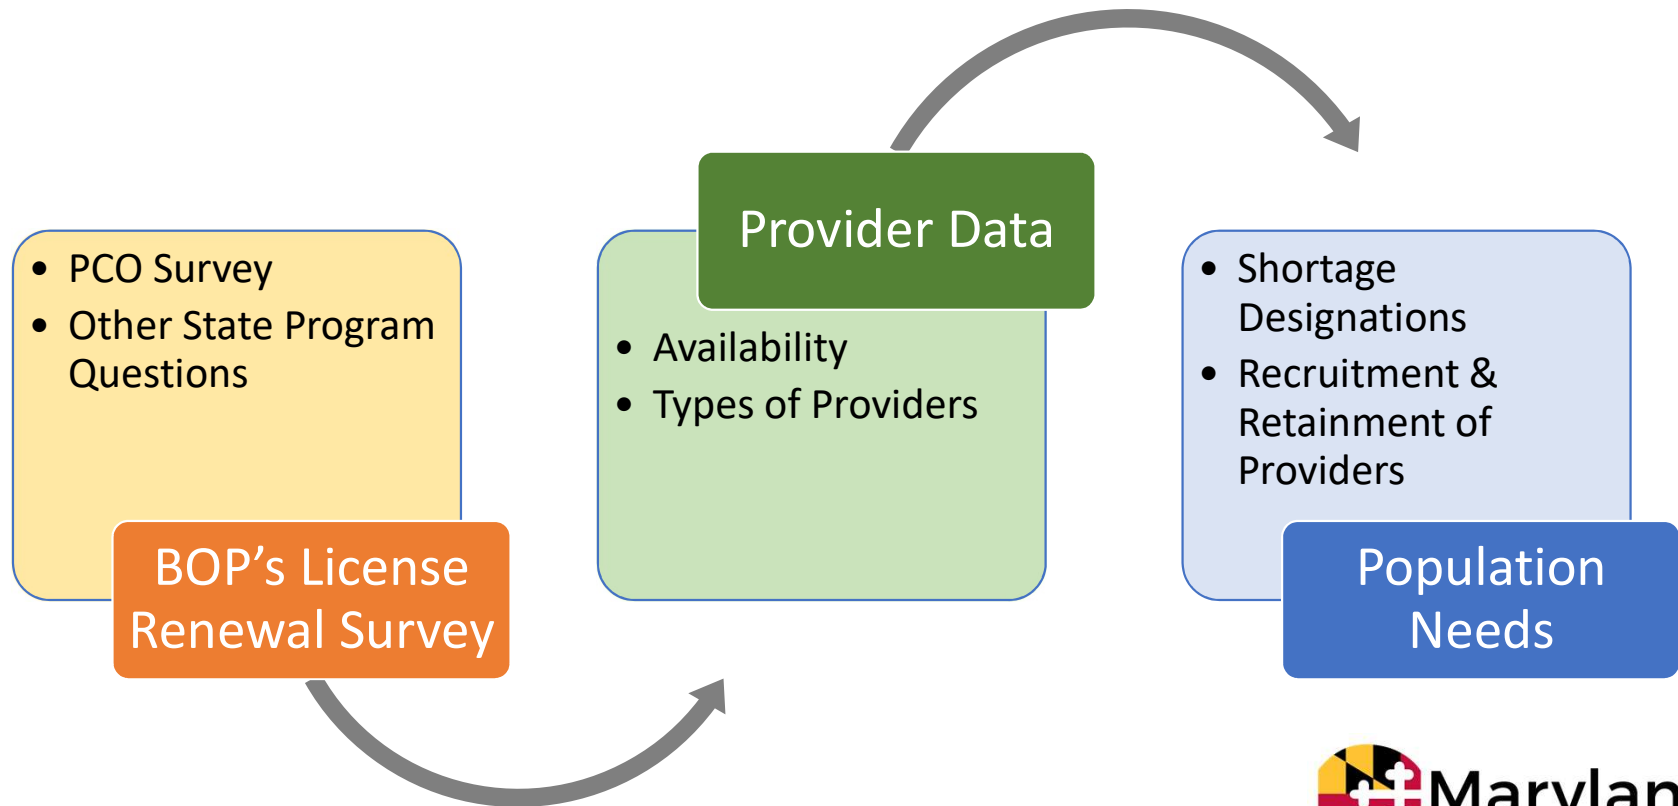 • PCO Survey
• Other State Program
Questions
BOP’s License
Renewal Survey
Provider Data
• Availability
• Types of Providers
• Shortage
Designations
• Recruitment &
Retainment of
Providers
Population
Needs
Marylan